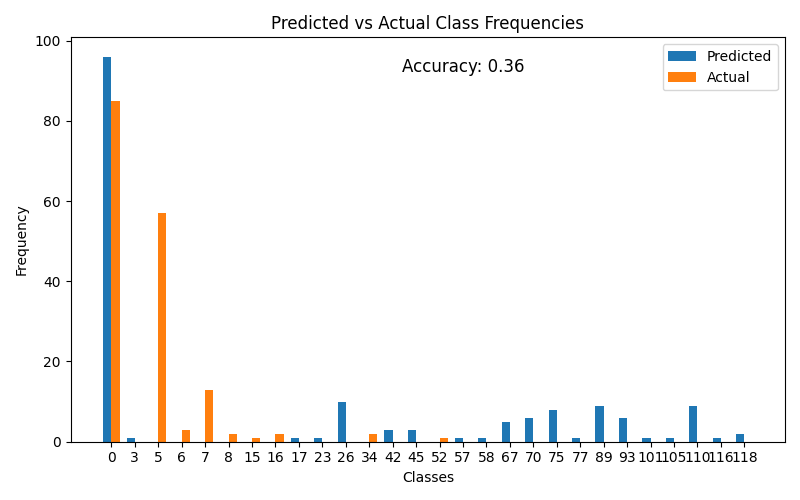 Predicted vs Actual Class Frequencies
Accuracy: 0.36
Predicted
Actual
Frequency
100
80
60
40
20
0
0 3 5 6 7 8 15 16 17 23 26 34 42 45 52 57 58 67 70 75 77 89 93 101 105 110 116 118
Classes